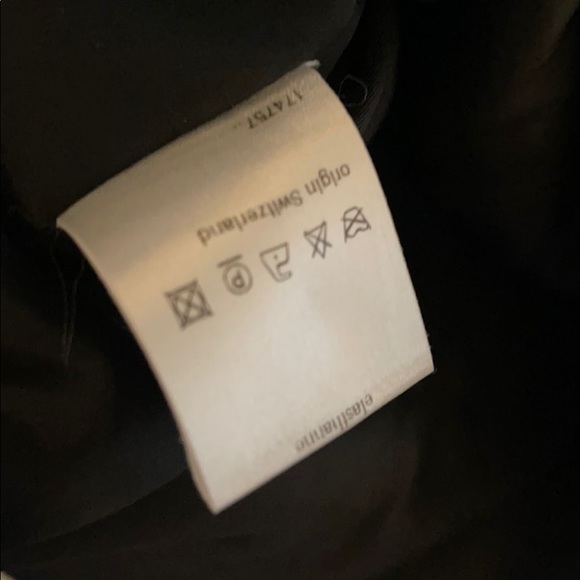 elasthanne
P
origin Switzerland
174757